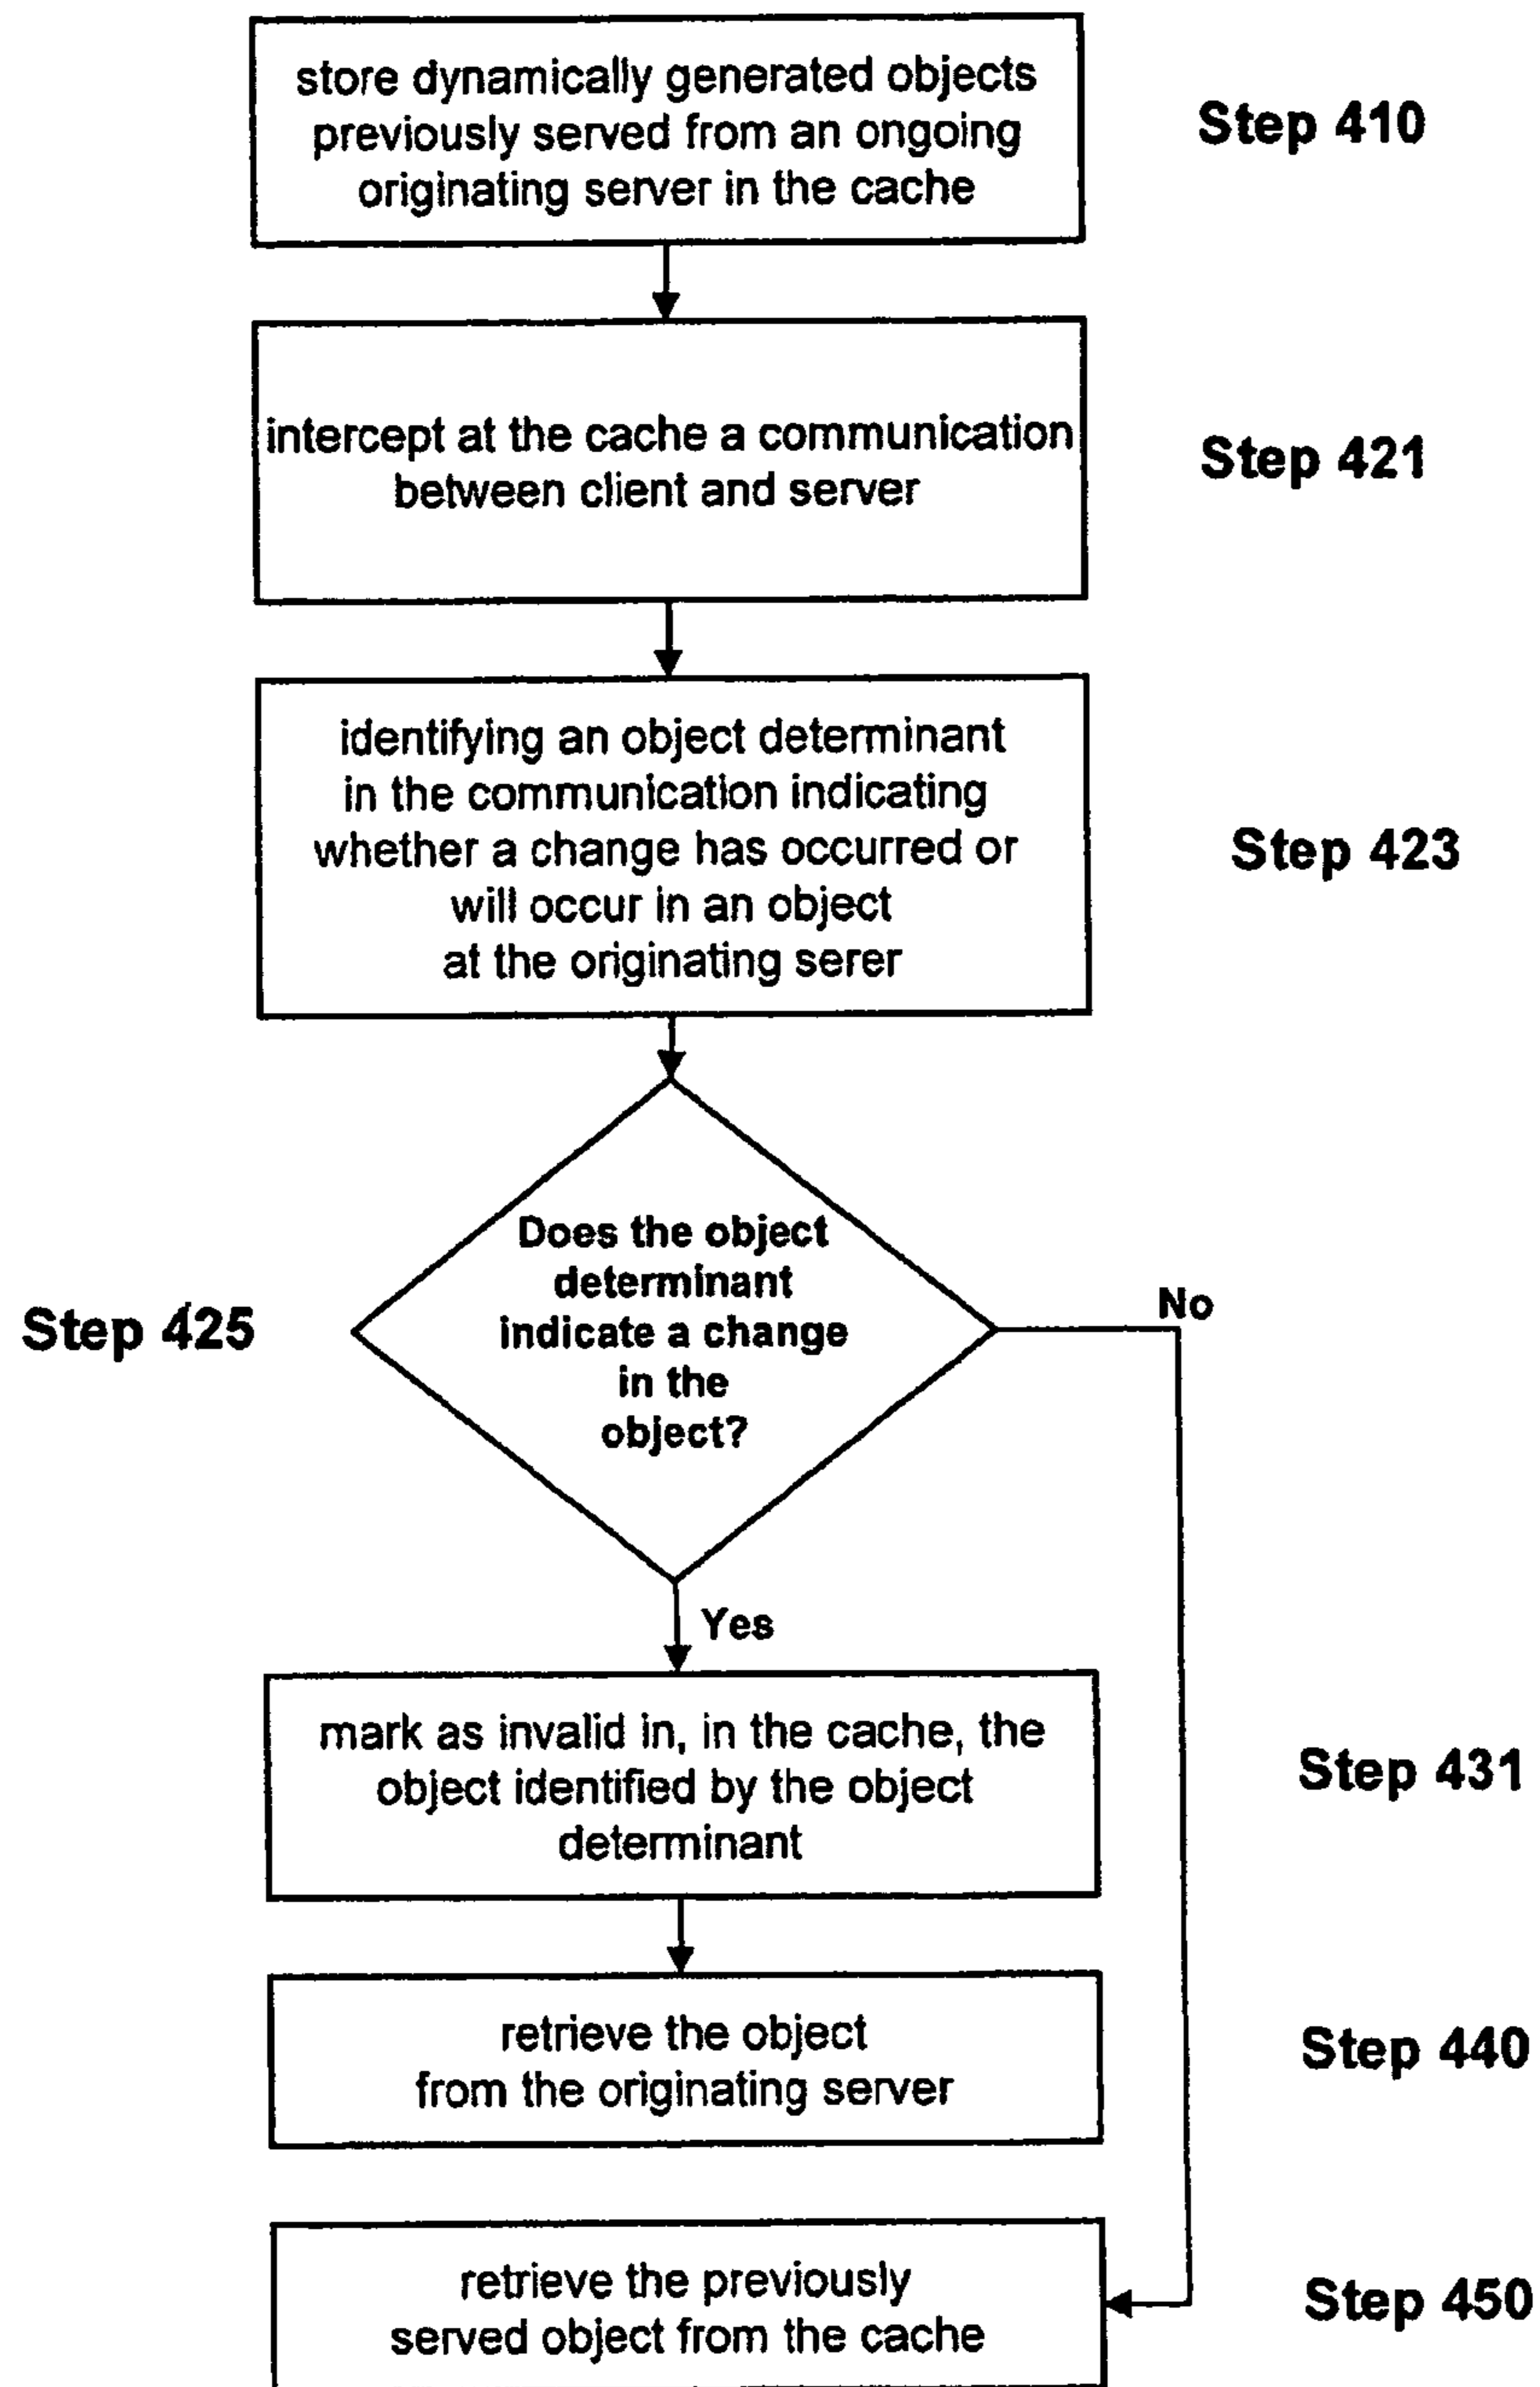 store dynamically generated objects
previously served from an ongoing
originating server in the cache
Step 410
intercept at the cache a communication
between client and server
Step 421
identifying an object determinant
in the communication indicating
whether a change has occurred or
will occur in an object
at the originating serer
Step 423
Does the object
determinant
indicate a change
in the
object?
Step 425
No
Yes
mark as invalid in, in the cache, the
object identified by the object
determinant
Step 431
retrieve the object
from the originating server
Step 440
retrieve the previously
served object from the cache
Step 450